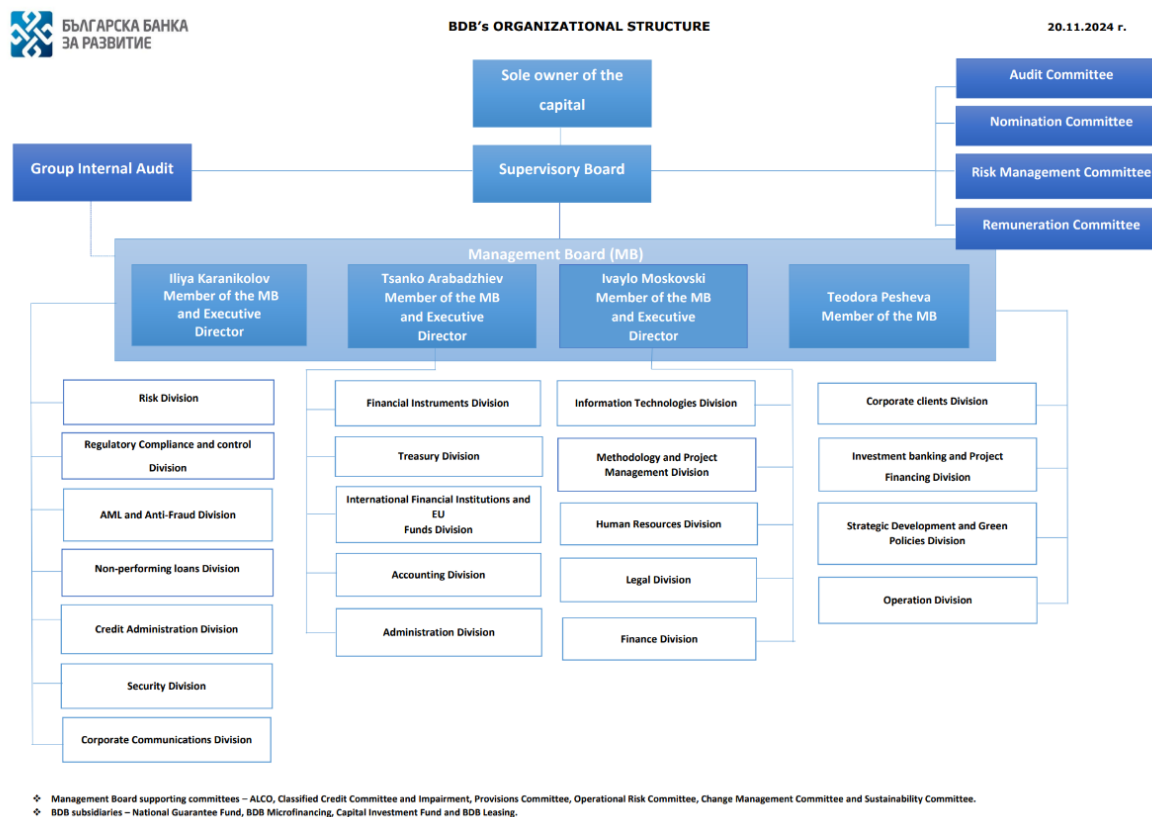 БЪЛГАРСКА БАНКА
ЗА РАЗВИТИЕ
BDB's ORGANIZATIONAL STRUCTURE
20.11.2024 г.
Sole owner of the
capital
Audit Committee
Nomination Committee
Group Internal Audit
Supervisory Board
Risk Management Committee
Remuneration Committee
Management Board (MB)
Iliya Karanikolov
Member of the MB
and Executive
Director
Tsanko Arabadzhiev
Member of the MB
and Executive
Director
Ivaylo Moskovski
Member of the MB
and Executive
Director
Teodora Pesheva
Member of the MB
Risk Division
Regulatory Compliance and control
Division
AML and Anti-Fraud Division
Non-performing loans Division
Credit Administration Division
Security Division
Corporate Communications Division
Financial Instruments Division
Treasury Division
International Financial Institutions and
EU
Funds Division
Accounting Division
Administration Division
Information Technologies Division
Methodology and Project
Management Division
Human Resources Division
Legal Division
Finance Division
Corporate clients Division
Investment banking and Project
Financing Division
Strategic Development and Green
Policies Division
Operation Division
❖ Management Board supporting committees – ALCO, Classified Credit Committee and Impairment, Provisions Committee, Operational Risk Committee, Change Management Committee and Sustainability Committee.
❖ BDB subsidiaries – National Guarantee Fund, BDB Microfinancing, Capital Investment Fund and BDB Leasing.